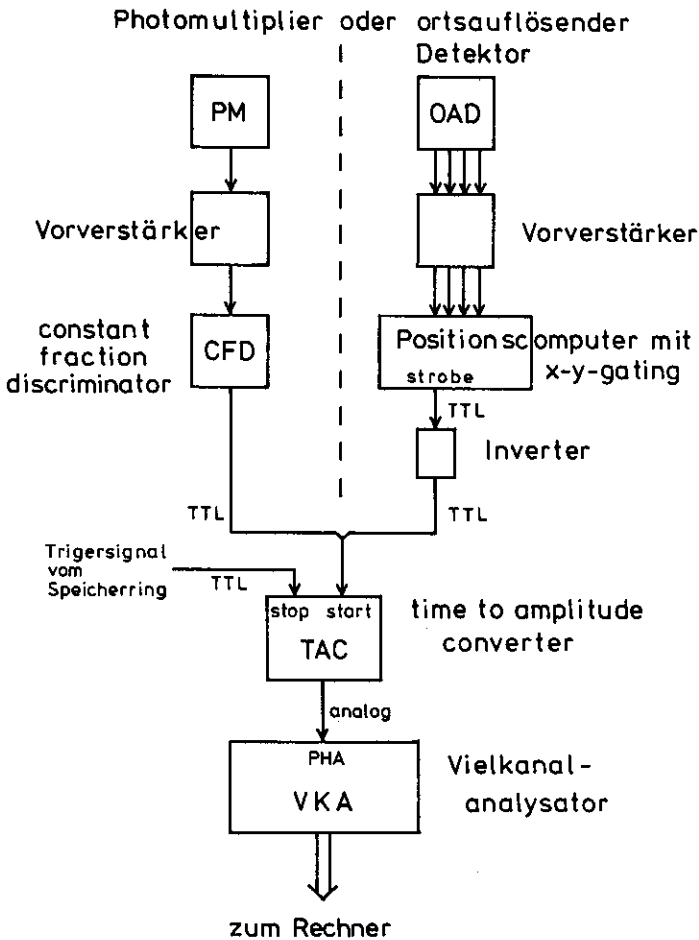 Photomultiplier oder ortsauflösender
Detektor
PM
OAD
Vorverstärker
Vorverstärker
constant
fraction
discriminator
CFD
Positionscomputer mit
x-y-gating
strobe
TTL
Inverter
TTL
TTL
Trigersignal
vom
Speicherring
TTL
stop start
TAC
time to amplitude
converter
analog
PHA
VKA
Vielkanal-
analysator
zum Rechner